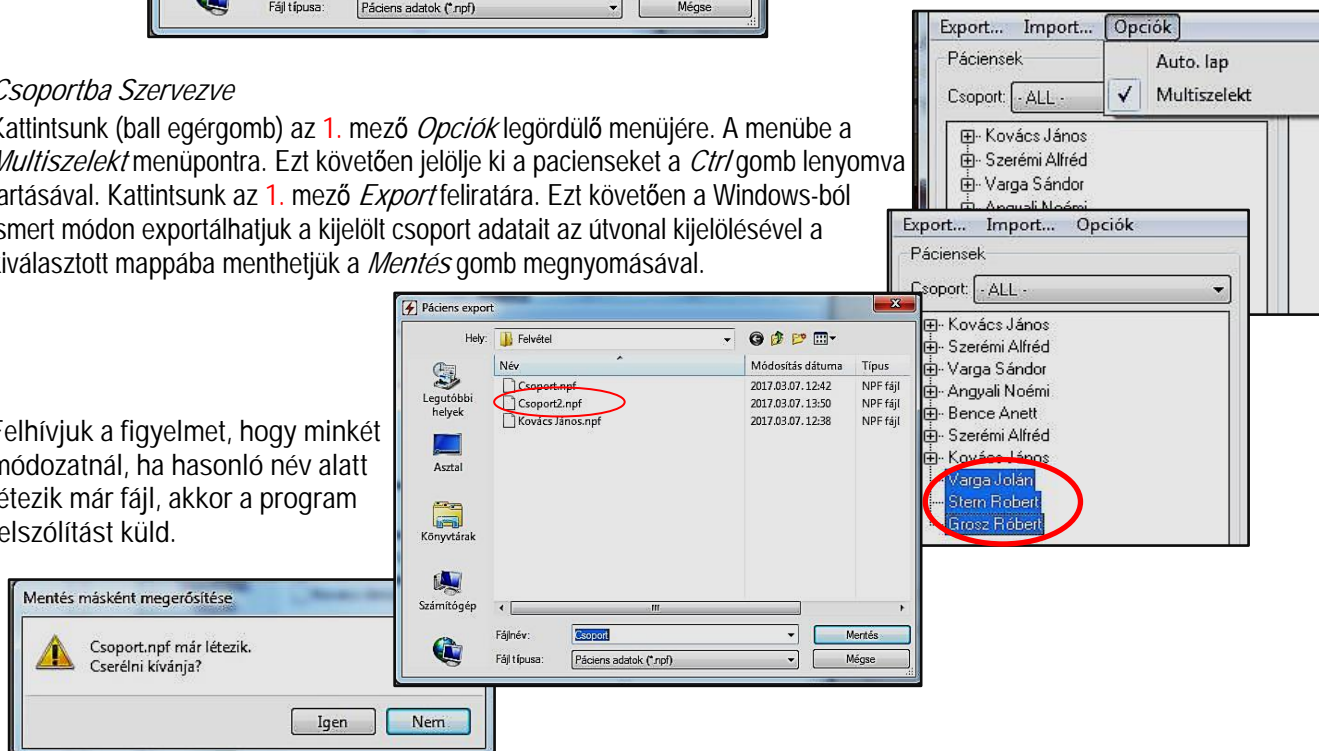 Fájl típusa: Páciens adatok (*.npf) Mégse
Csoportba Szervezve
Kattintsunk (ball egérgomb) az 1. mező Opciók legördülő menüjére. A menübe a
Multiszelekt menüpontra. Ezt követően jelölje ki a pacienseket a Ctrl gomb lenyomva
tartásával. Kattintsunk az 1. mező Export feliratára. Ezt követően a Windows-ból
ismert módon exportálhatjuk a kijelölt csoport adatait az útvonal kijelölésével a
kiválasztott mappába menthetjük a Mentés gomb megnyomásával.
Export... Import... Opciók
Páciensek
Auto. lap
Csoport: - ALL -
Multiszelekt
Kovács János
Szerémi Alfréd
Varga Sándor
Angyali Noémi
Export... Import... Opciók
Páciensek
Csoport: - ALL -
Kovács János
Szerémi Alfréd
Varga Sándor
Angyali Noémi
Bence Anett
Szerémi Alfréd
Kovács János
Varga Jolán
Stern Robert
Grosz Róbert
Páciens export
Hely: Felvétel
Név Módosítás dátuma Típus
Csoport.npf 2017.03.07. 12:42 NPF fájl
Csoport2.npf 2017.03.07. 13:50 NPF fájl
Kovács János.npf 2017.03.07. 12:38 NPF fájl
Legutóbbi
helyek
Asztal
Könyvtárak
Számítógép
Fájlnév: Csoport Mentés
Fájl típusa: Páciens adatok (*.npf) Mégse
Felhívjuk a figyelmet, hogy minkét
módozatnál, ha hasonló név alatt
létezik már fájl, akkor a program
felszólítást küld.
Mentés másként megerősítése
Csoport.npf már létezik.
Cserélni kívánja?
Igen Nem